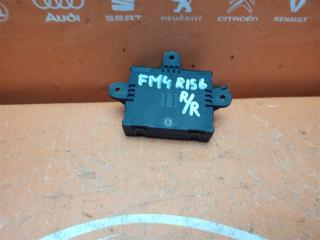 Audi
SEAT
PEUGEOT
CITROËN
RENAULT
FM4 R156
R/R